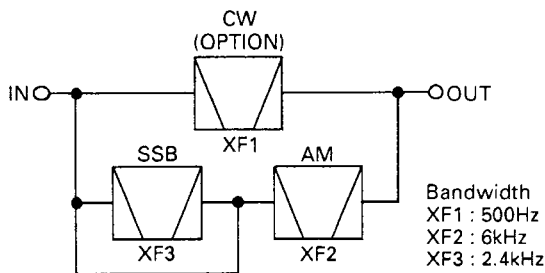 CW
(OPTION)
IN
OUT
XF1
SSB
AM
XF3
XF2
Bandwidth
XF1 : 500Hz
XF2 : 6kHz
XF3 : 2.4kHz